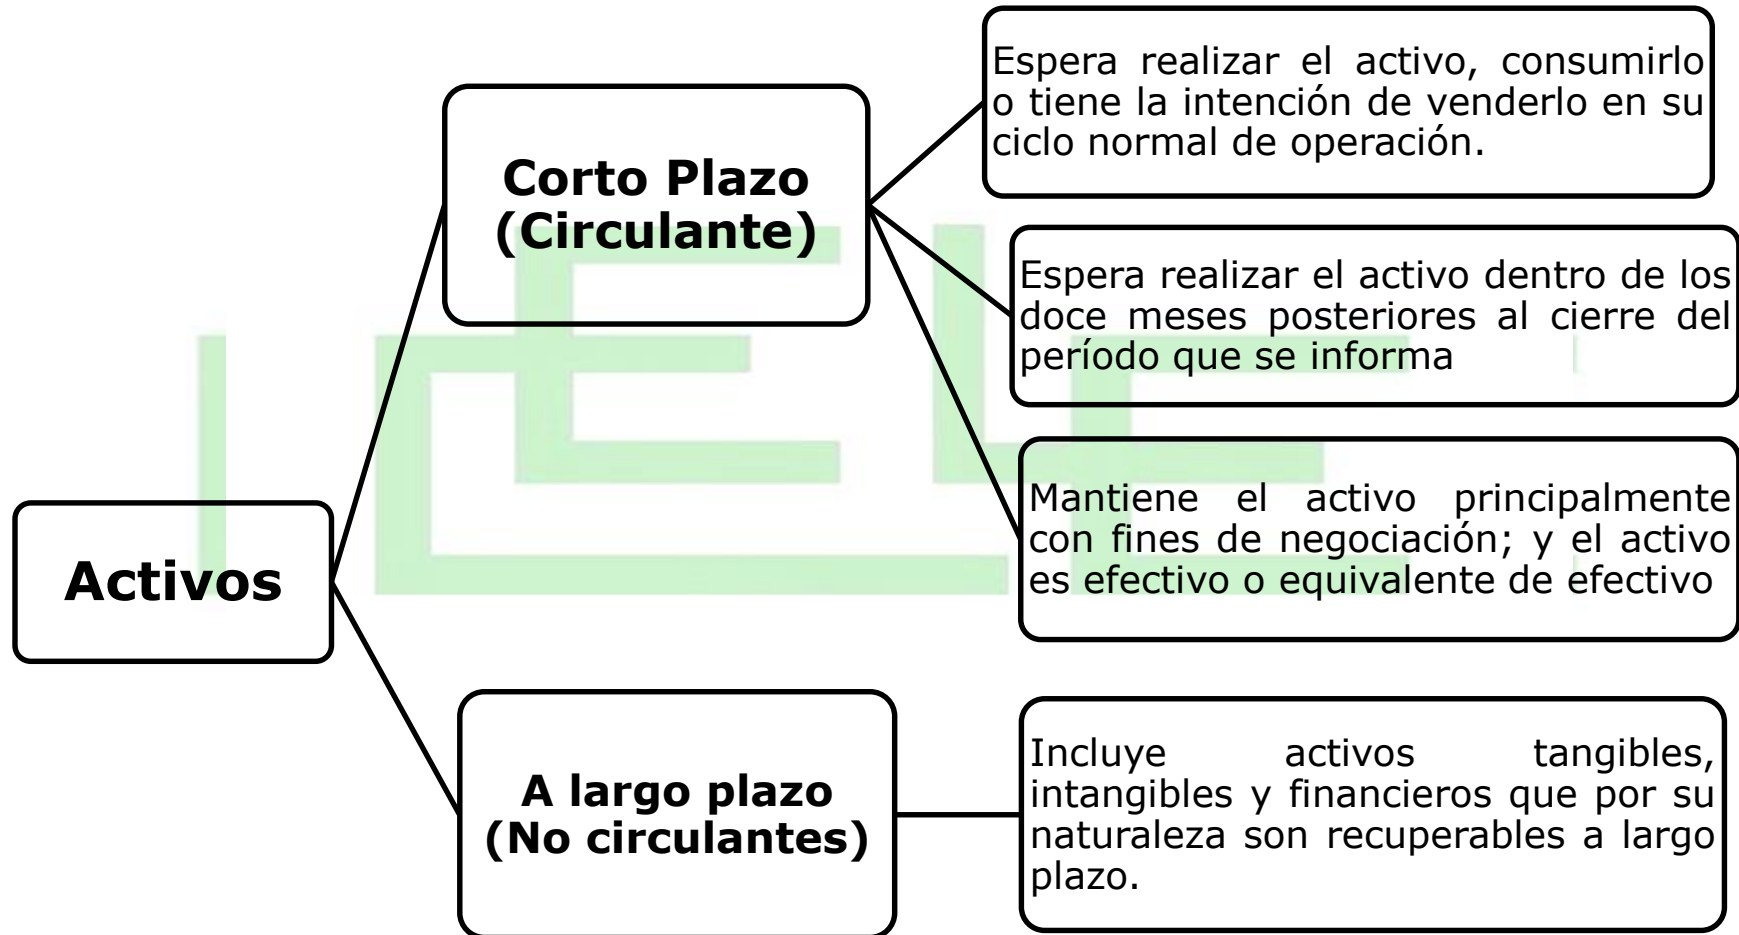 Activos
Corto Plazo
(Circulante)
Espera realizar el activo, consumirlo
o tiene la intención de venderlo en su
ciclo normal de operación.
Espera realizar el activo dentro de los
doce meses posteriores al cierre del
período que se informa
Mantiene el activo principalmente
con fines de negociación; y el activo
es efectivo o equivalente de efectivo
A largo plazo
(No circulantes)
Incluye activos tangibles,
intangibles y financieros que por su
naturaleza son recuperables a largo
plazo.